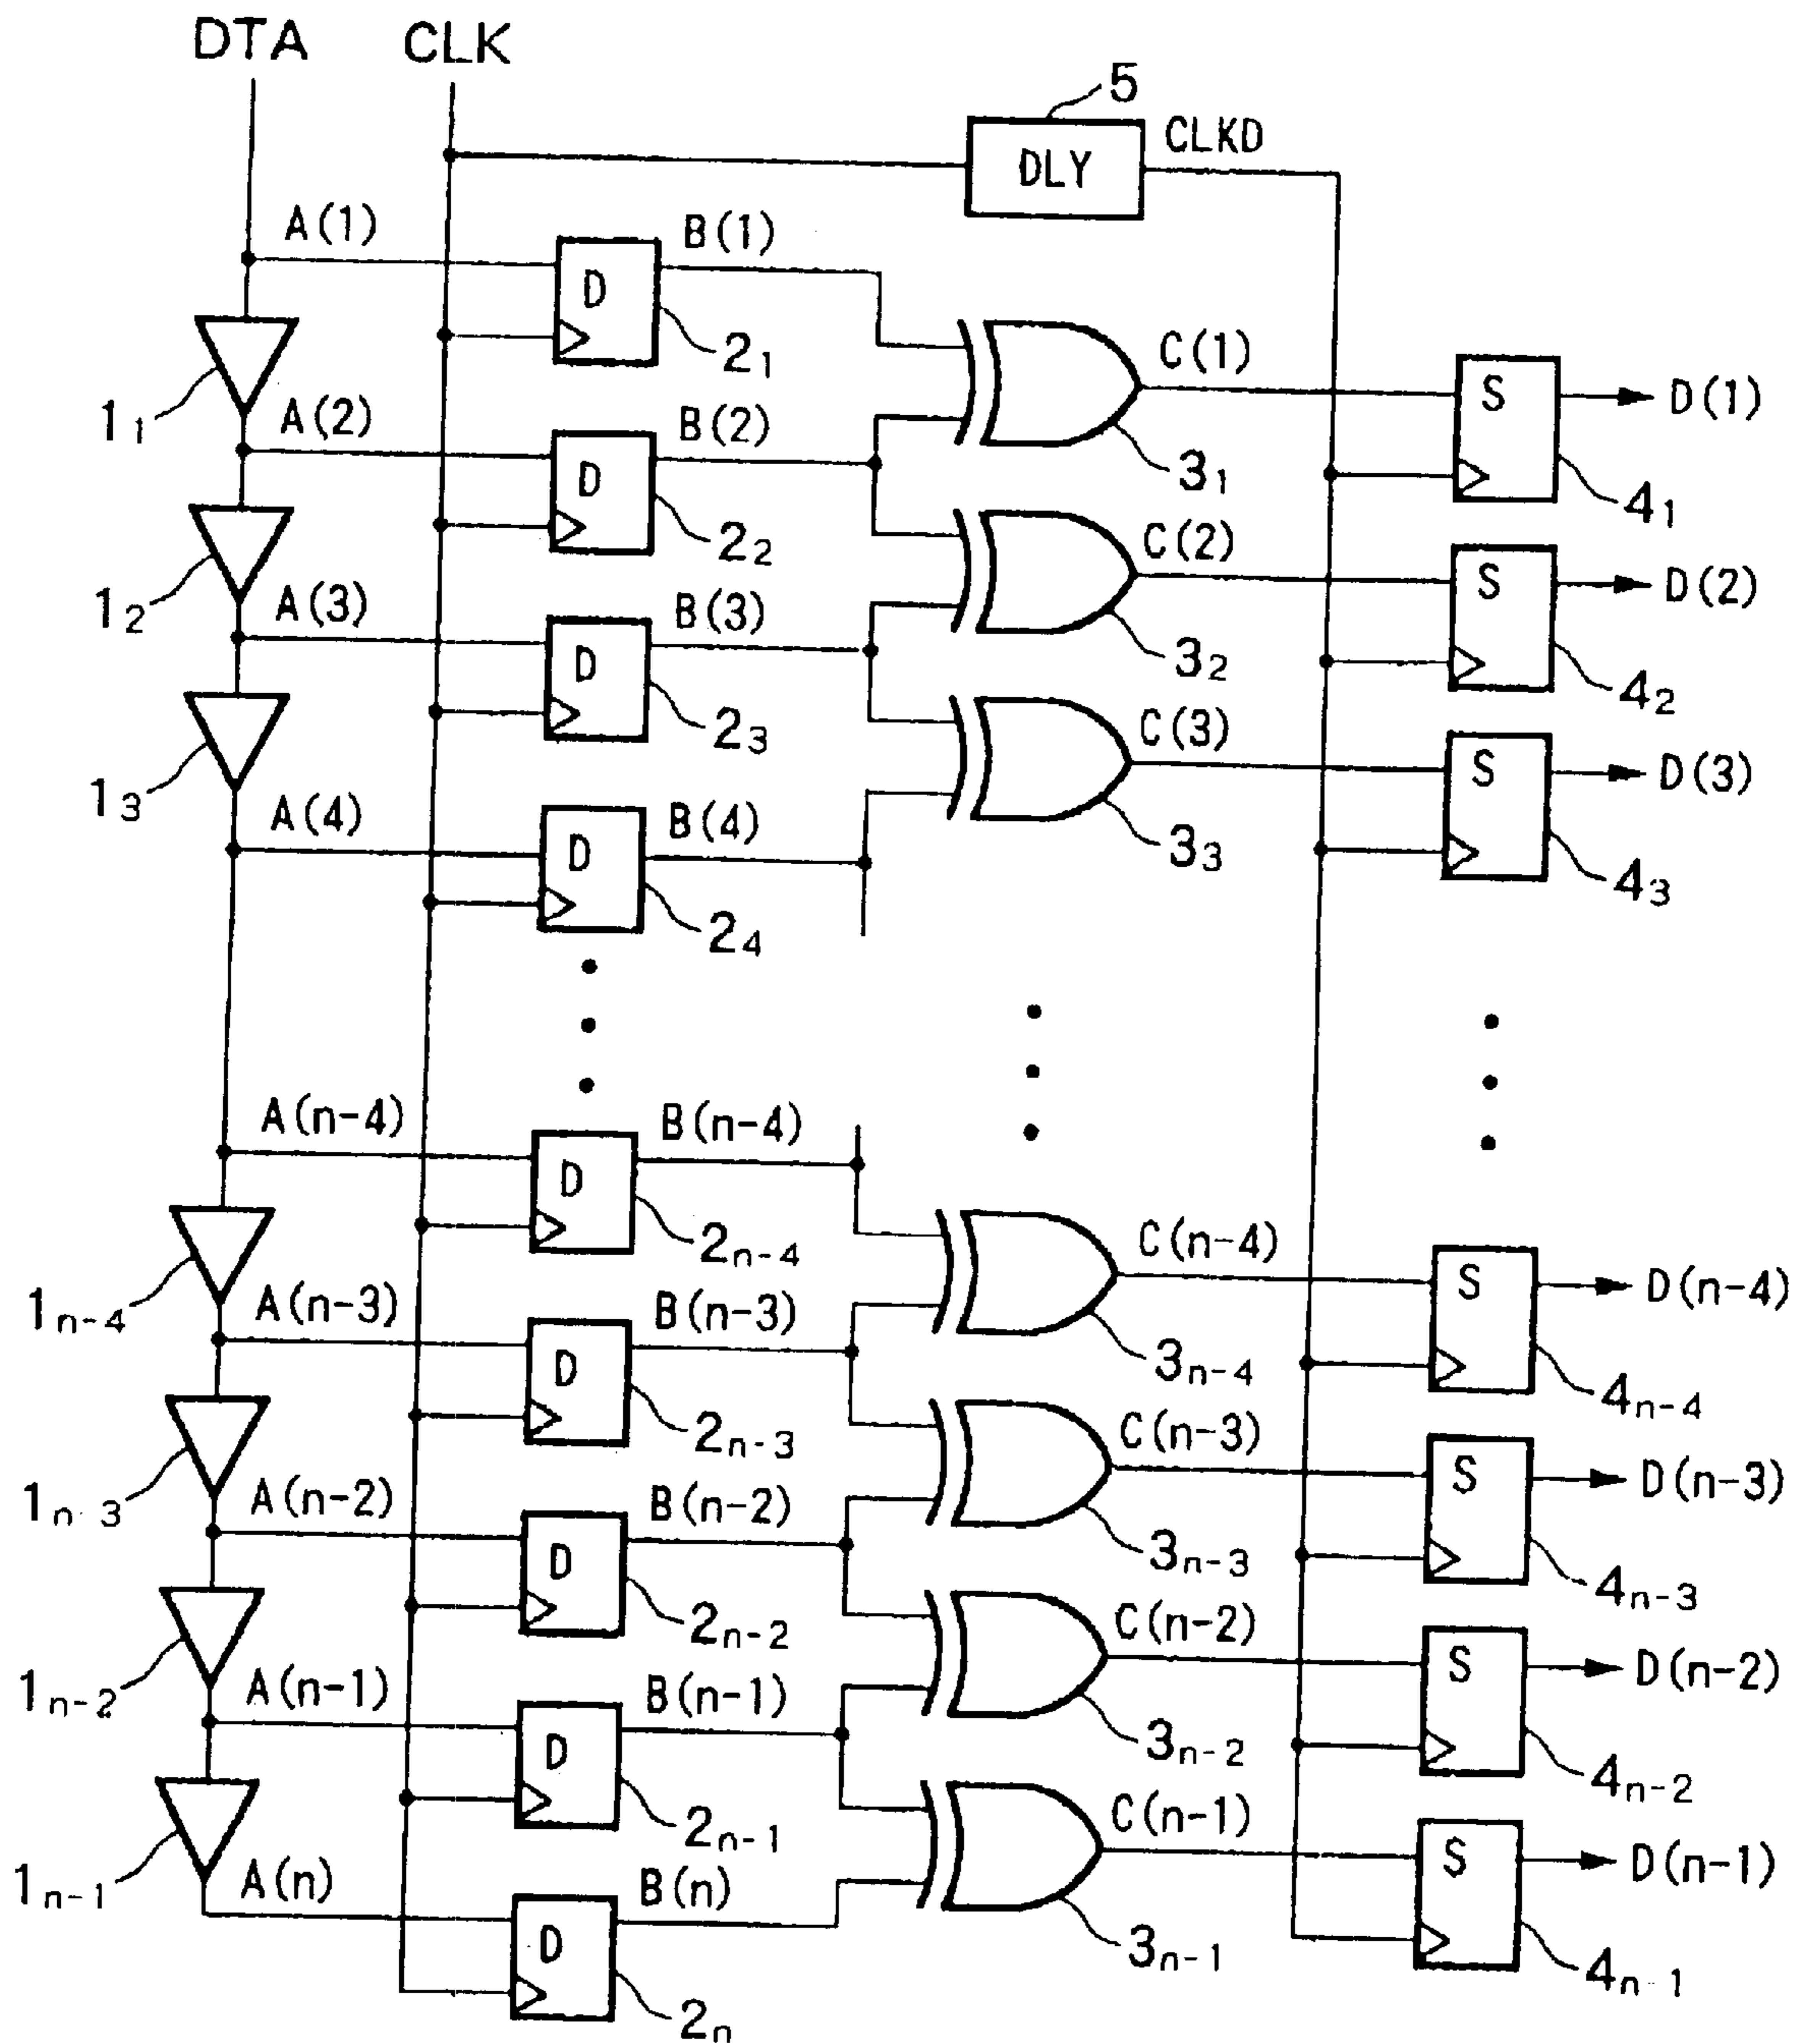 DTA CLK
5
DLY CLKD
A(1) D B(1)
2₁
C(1) S D(1)
1₁ 3₁ 4₁
A(2) D B(2)
2₂
C(2) S D(2)
1₂ 3₂ 4₂
A(3) D B(3)
2₃
C(3) S D(3)
1₃ 3₃ 4₃
A(4) D B(4)
2₄
A(n-4) D B(n-4)
2ₙ₋₄
C(n-4) S D(n-4)
1ₙ₋₄ 3ₙ₋₄ 4ₙ₋₄
A(n-3) D B(n-3)
2ₙ₋₃
C(n-3) S D(n-3)
1ₙ₋₃ 3ₙ₋₃ 4ₙ₋₃
A(n-2) D B(n-2)
2ₙ₋₂
C(n-2) S D(n-2)
1ₙ₋₂ 3ₙ₋₂ 4ₙ₋₂
A(n-1) D B(n-1)
2ₙ₋₁
C(n-1) S D(n-1)
1ₙ₋₁ 3ₙ₋₁ 4ₙ₋₁
A(n) D B(n)
2ₙ